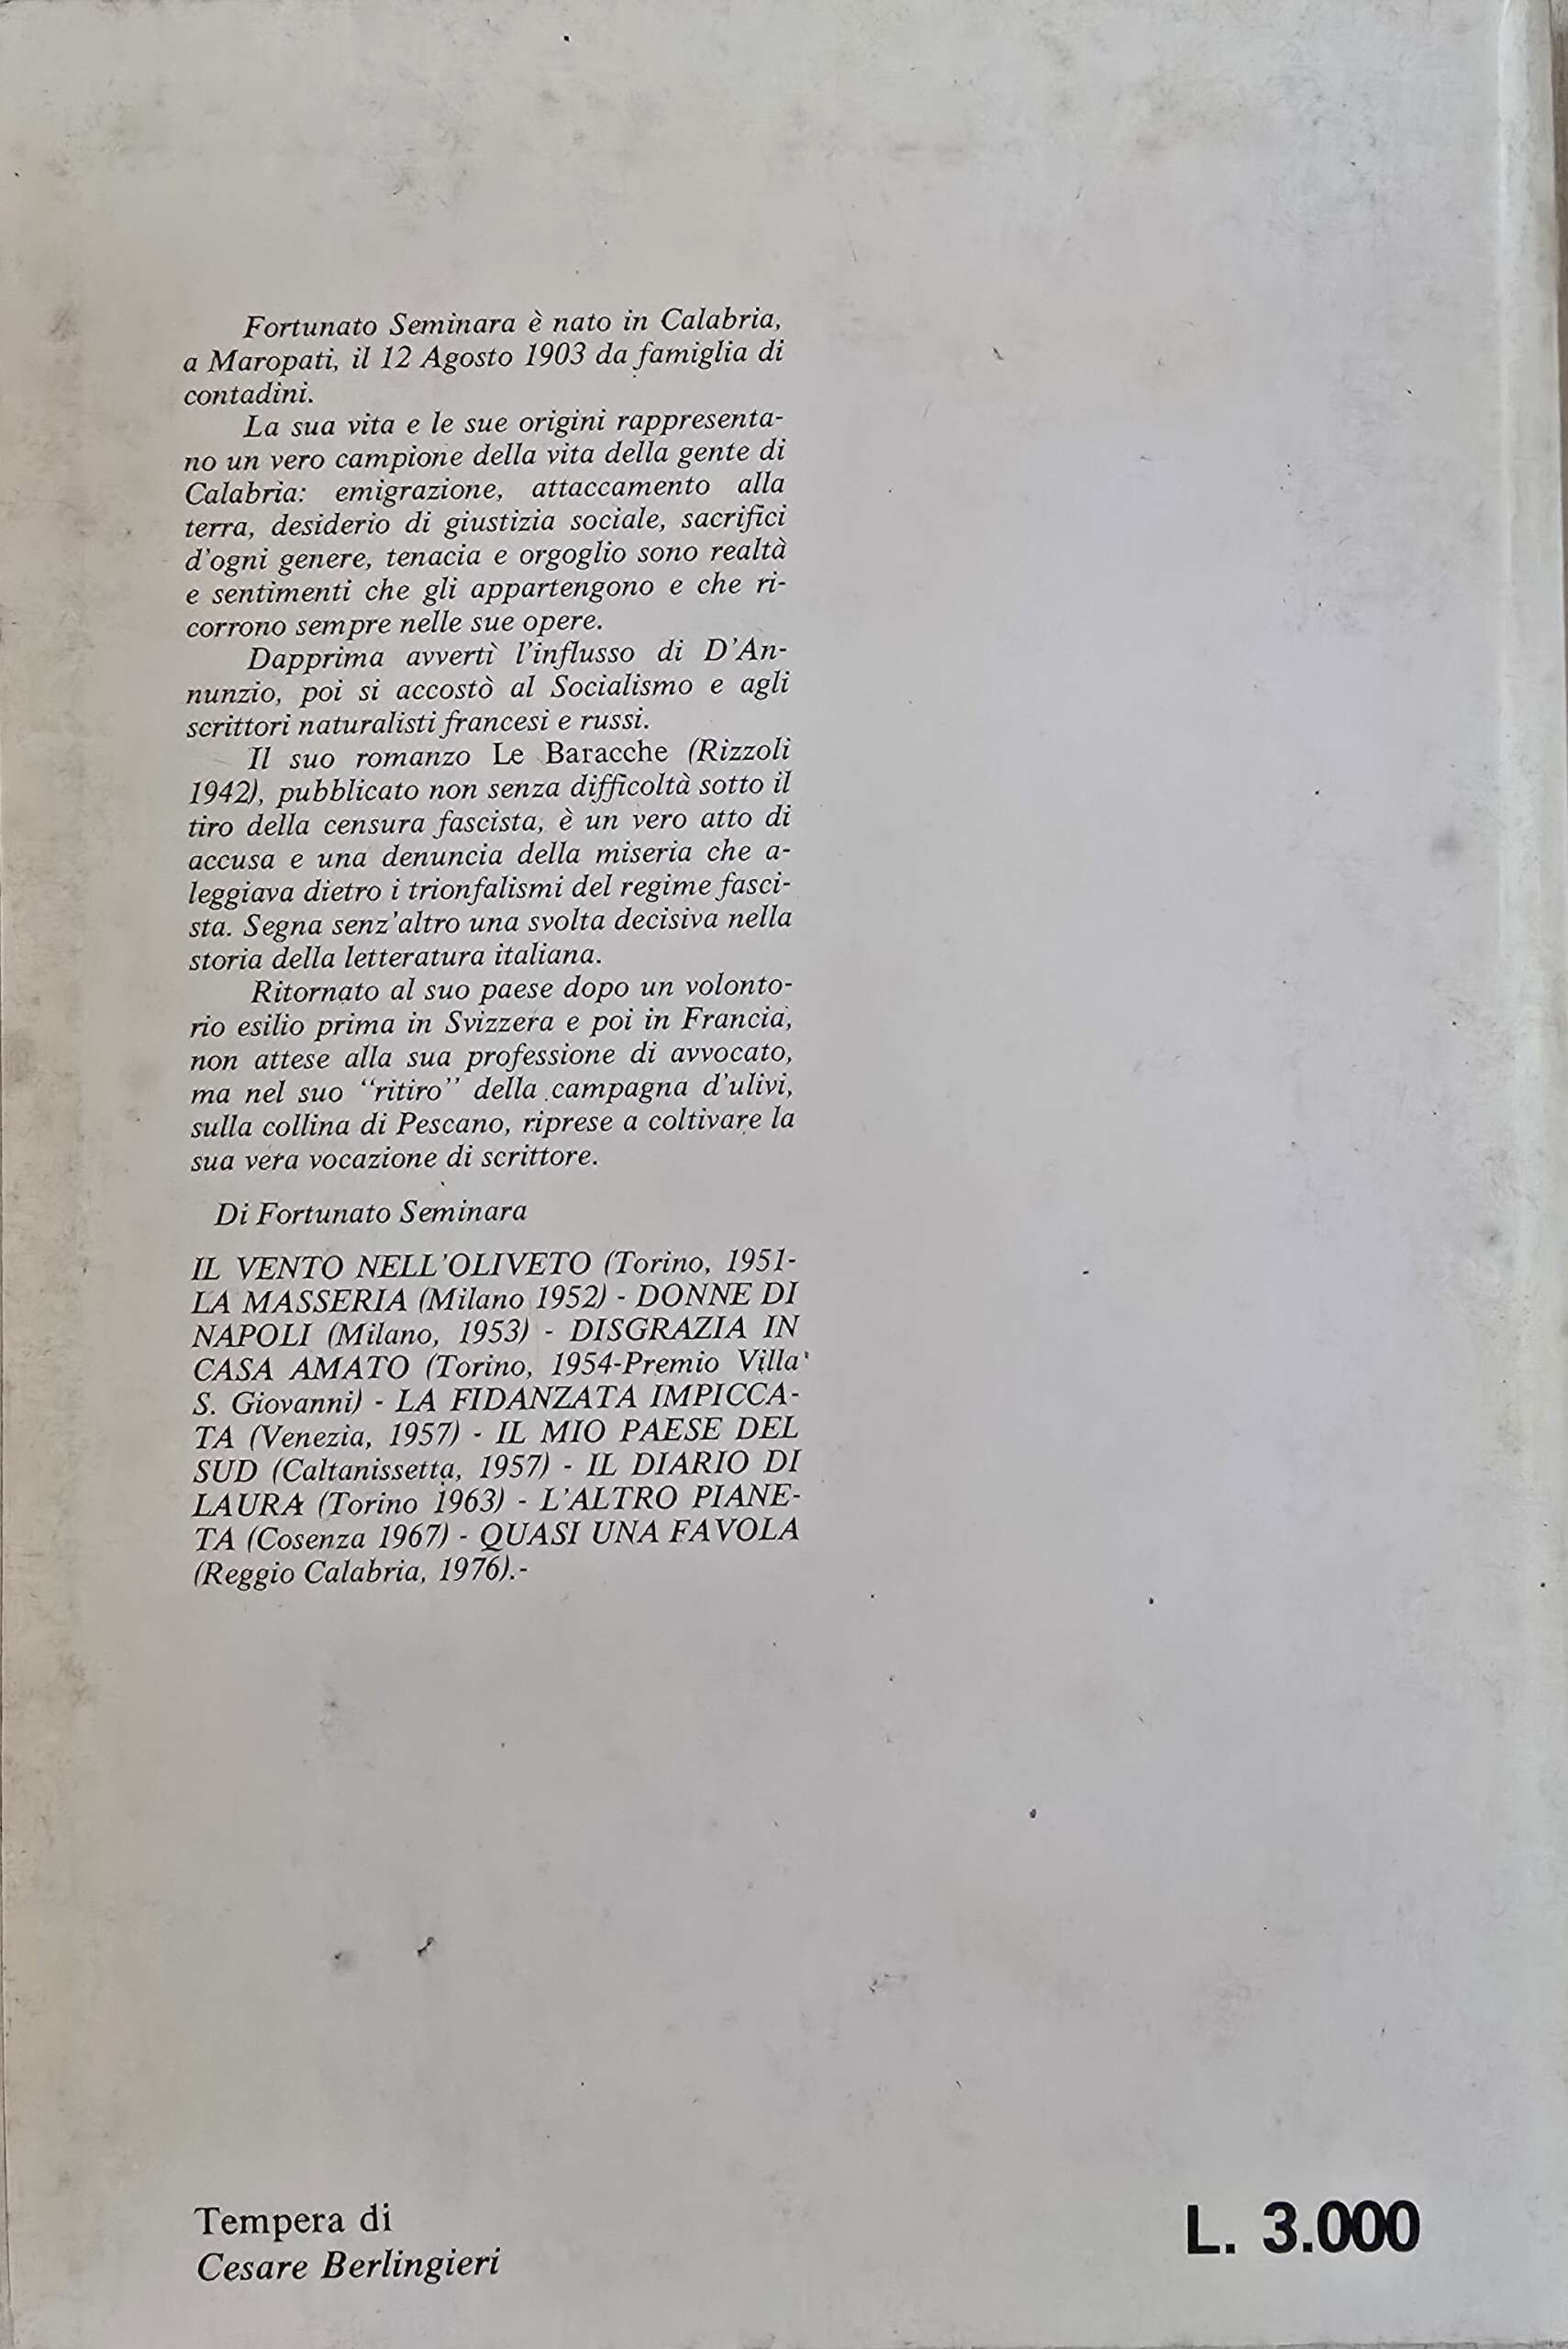 Fortunato Seminara è nato in Calabria,
a Maropati, il 12 Agosto 1903 da famiglia di
contadini.
La sua vita e le sue origini rappresenta-
no un vero campione della vita della gente di
Calabria: emigrazione, attaccamento alla
terra, desiderio di giustizia sociale, sacrifici
d'ogni genere, tenacia e orgoglio sono realtà
e sentimenti che gli appartengono e che ri-
corrono sempre nelle sue opere.
Dapprima avvertì l'influsso di D'An-
nunzio, poi si accostò al Socialismo e agli
scrittori naturalisti francesi e russi.
Il suo romanzo Le Baracche (Rizzoli
1942), pubblicato non senza difficoltà sotto il
tiro della censura fascista, è un vero atto di
accusa e una denuncia della miseria che a-
leggiava dietro i trionfalismi del regime fasci-
sta. Segna senz'altro una svolta decisiva nella
storia della letteratura italiana.
Ritornato al suo paese dopo un volonto-
rio esilio prima in Svizzera e poi in Francia,
non attese alla sua professione di avvocato,
ma nel suo "ritiro" della campagna d'ulivi,
sulla collina di Pescano, riprese a coltivare la
sua vera vocazione di scrittore.
Di Fortunato Seminara
IL VENTO NELL'OLIVETO (Torino, 1951-
LA MASSERIA (Milano 1952) - DONNE DI
NAPOLI (Milano, 1953) - DISGRAZIA IN
CASA AMATO (Torino, 1954-Premio Villa
S. Giovanni) - LA FIDANZATA IMPICCA-
TA (Venezia, 1957) - IL MIO PAESE DEL
SUD (Caltanissetta, 1957) - IL DIARIO DI
LAURA (Torino 1963) - L'ALTRO PIANE-
TA (Cosenza 1967) - QUASI UNA FAVOLA
(Reggio Calabria, 1976).-
Tempera di
Cesare Berlingieri
L. 3.000